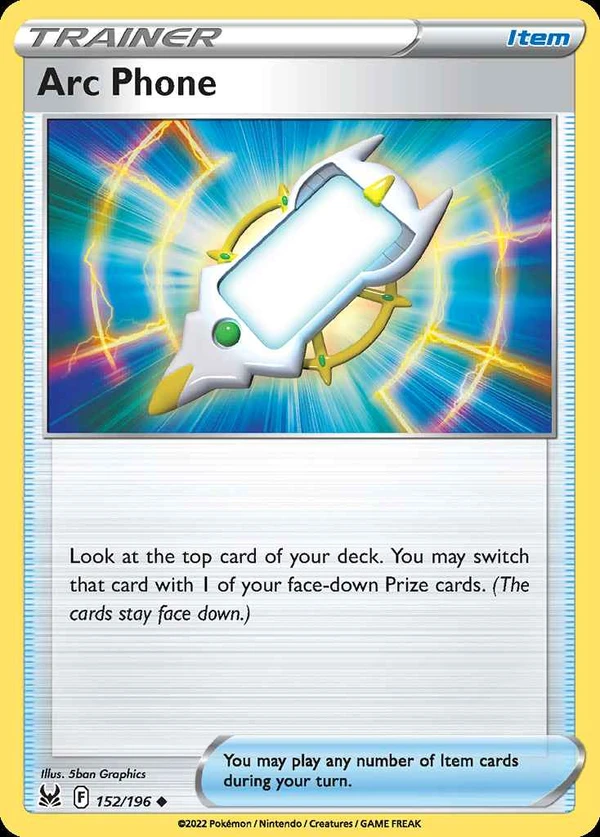 TRAINER
Item
Arc Phone
Look at the top card of your deck. You may switch
that card with 1 of your face-down Prize cards. (The
cards stay face down.)
You may play any number of Item cards
during your turn.
Illus. 5ban Graphics
F 152/196 ◆
©2022 Pokémon / Nintendo / Creatures / GAME FREAK